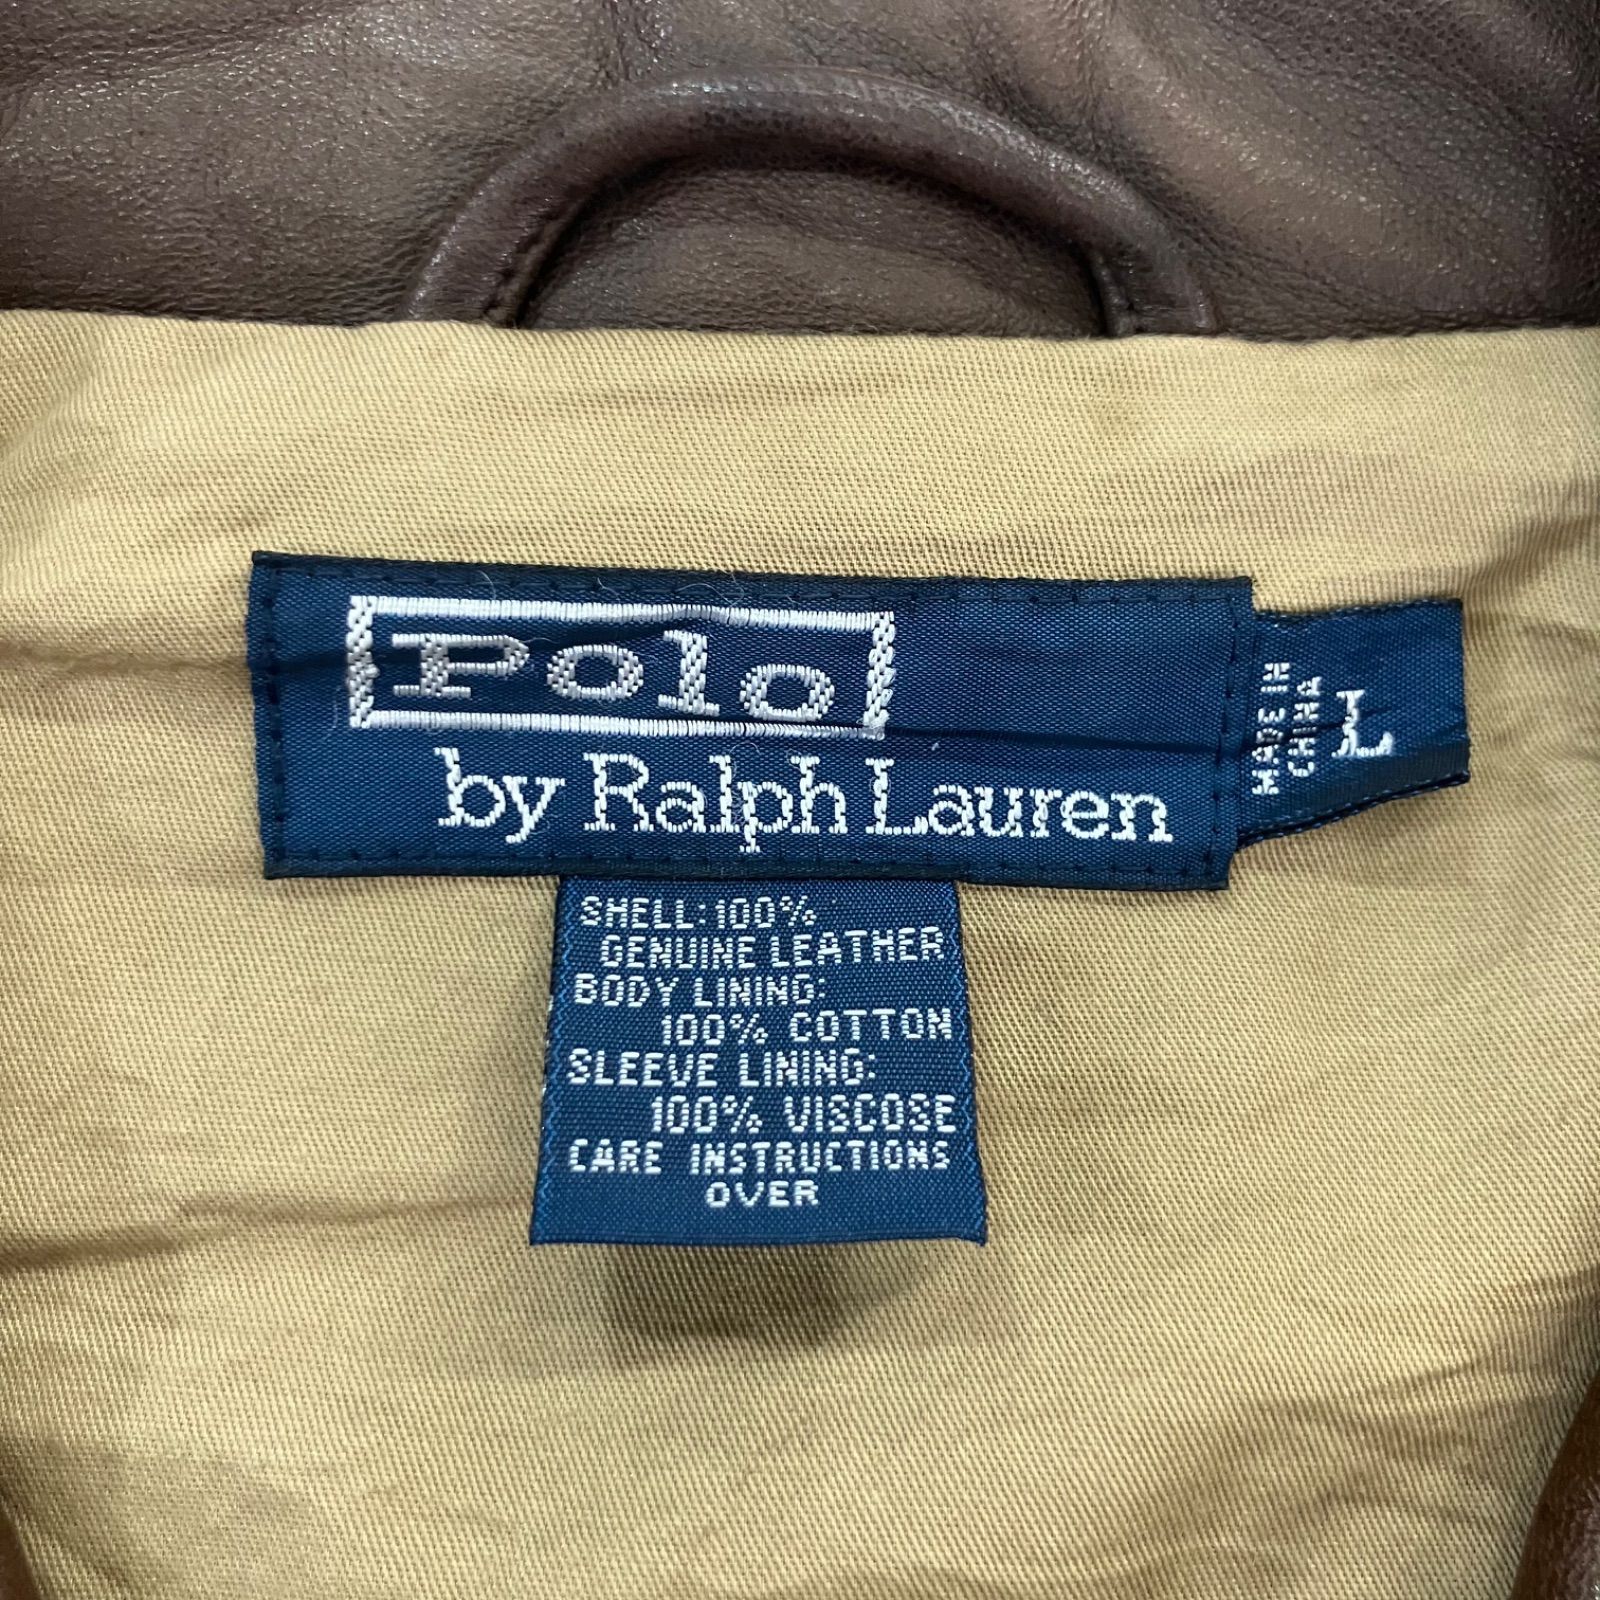 Polo
by Ralph Lauren
MADE IN
CHINA
L
SHELL:100%
GENUINE LEATHER
BODY LINING:
100% COTTON
SLEEVE LINING:
100% VISCOSE
CARE INSTRUCTIONS
OVER